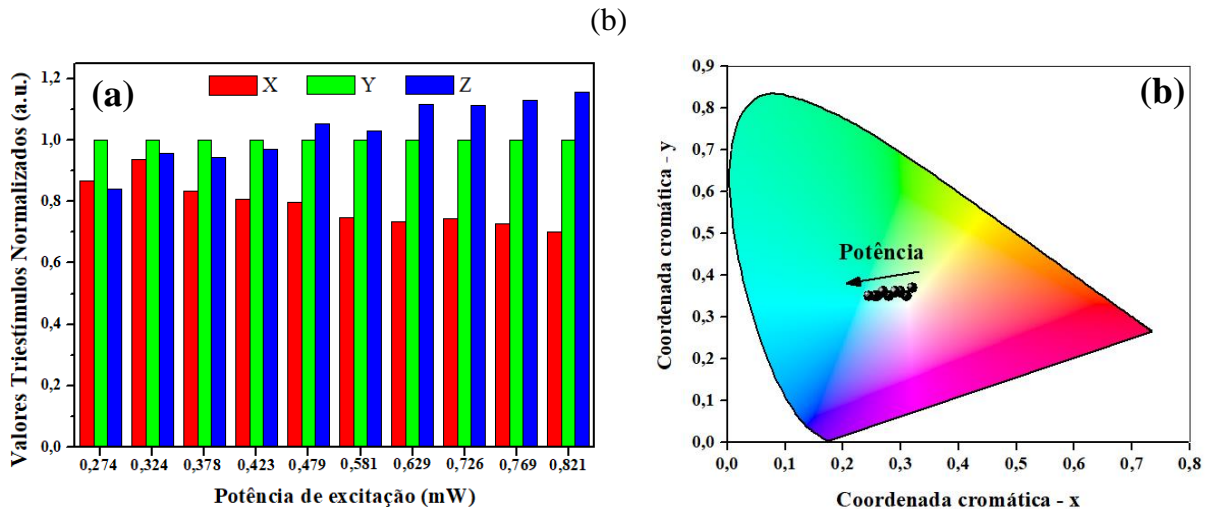 (b)
(a)
X Y Z
Valores Triestímulos Normalizados (a.u.)
1,2
1,0
0,8
0,6
0,4
0,2
0,0
0,274 0,324 0,378 0,423 0,479 0,581 0,629 0,726 0,769 0,821
Potência de excitação (mW)
(b)
Coordenada cromática - y
0,9
0,8
0,7
0,6
0,5
0,4
0,3
0,2
0,1
0,0
Potência
0,0 0,1 0,2 0,3 0,4 0,5 0,6 0,7 0,8
Coordenada cromática - x